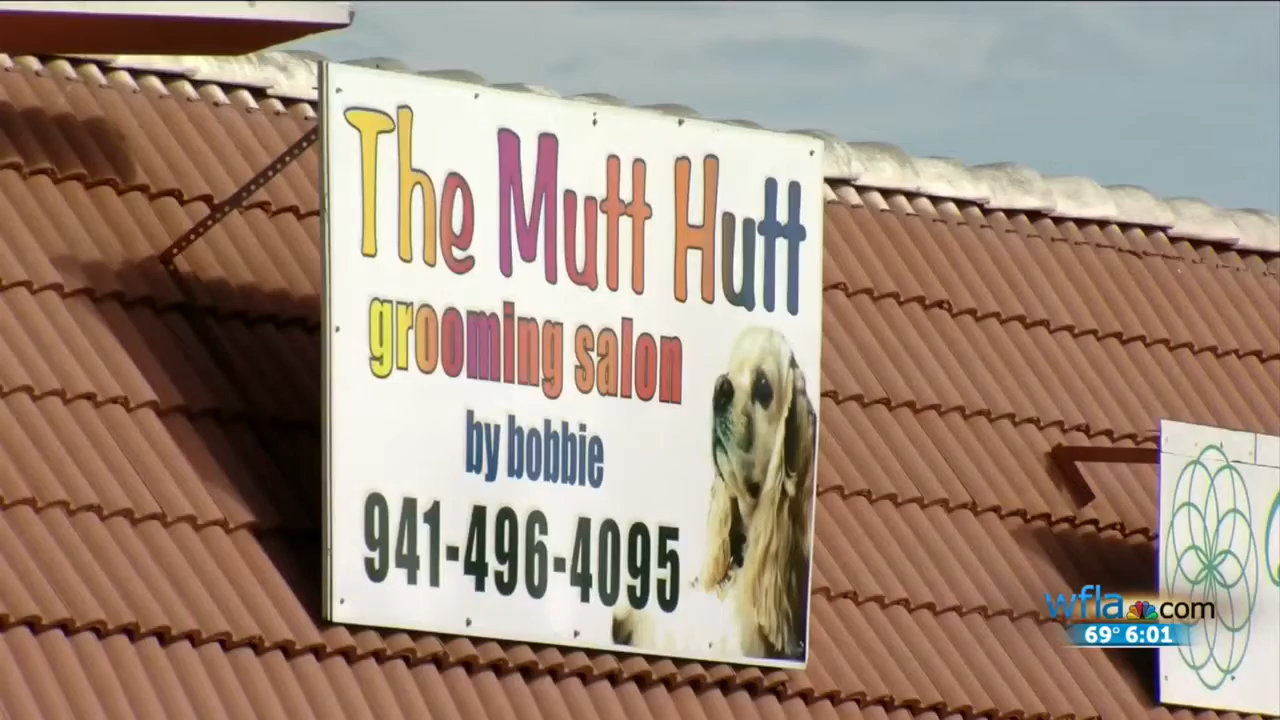 The Mutt Hutt
grooming salon
by bobbie
941-496-4095
wfla.com
69° 6:01